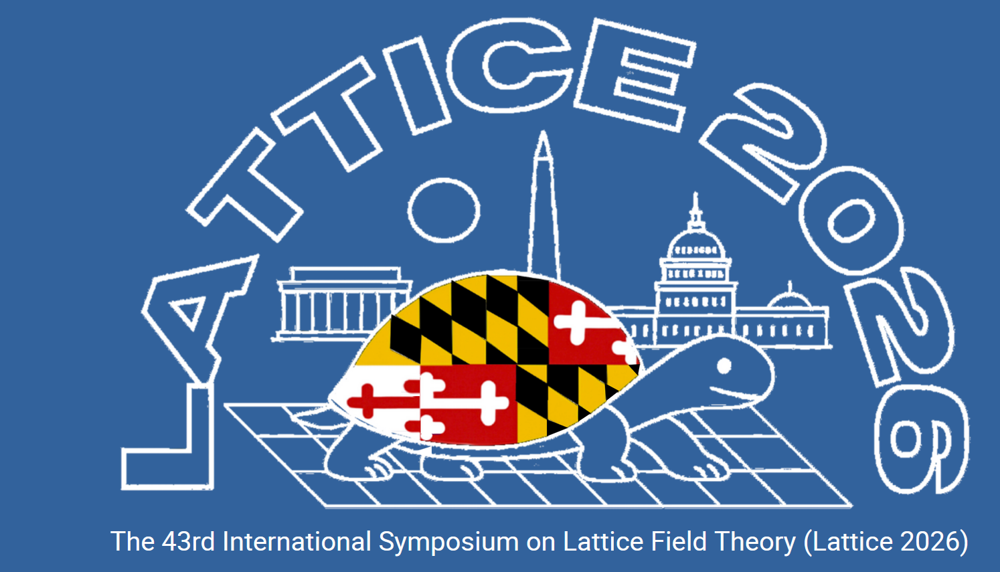 LATTICE 2026
The 43rd International Symposium on Lattice Field Theory (Lattice 2026)